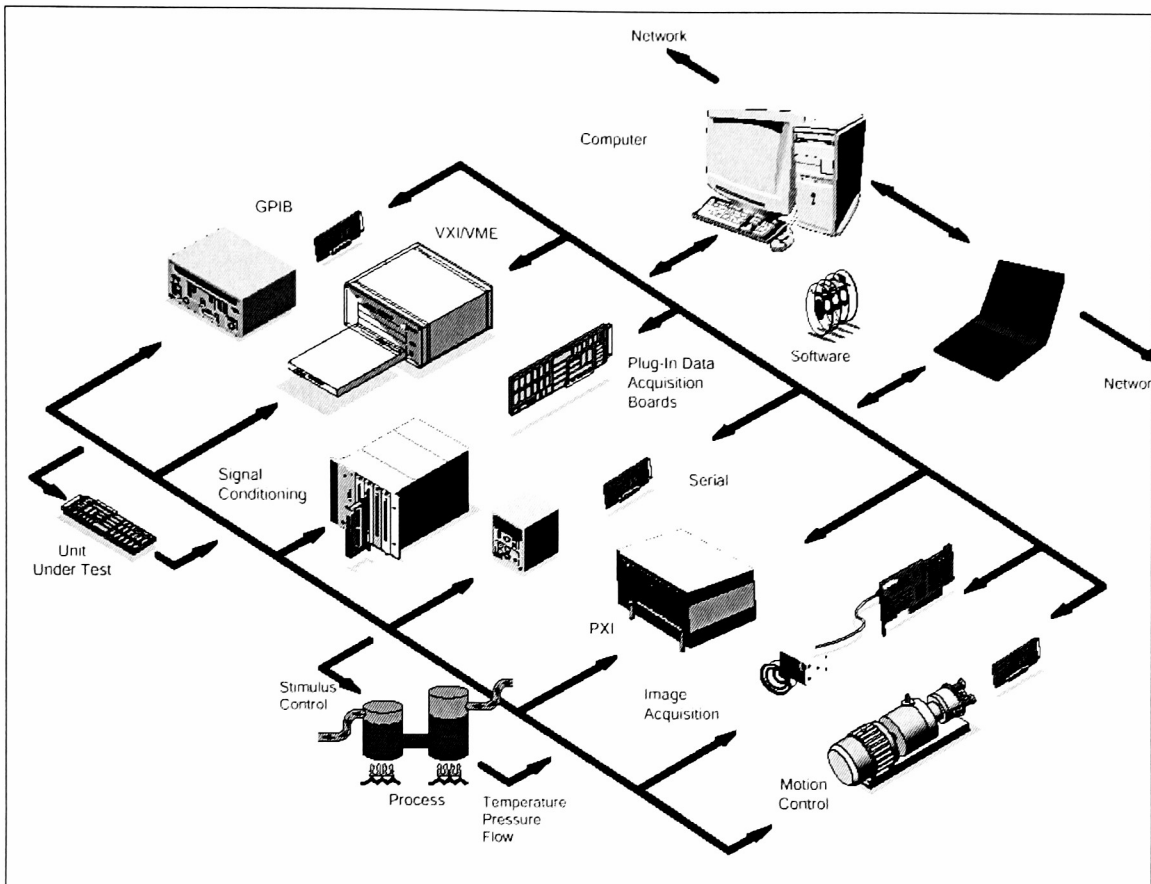 Network
Computer
GPIB
VXI/VME
Software
Network
Plug-In Data
Acquisition
Boards
Signal
Conditioning
Serial
Unit
Under Test
PXI
Stimulus
Control
Image
Acquisition
Process
Temperature
Pressure
Flow
Motion
Control